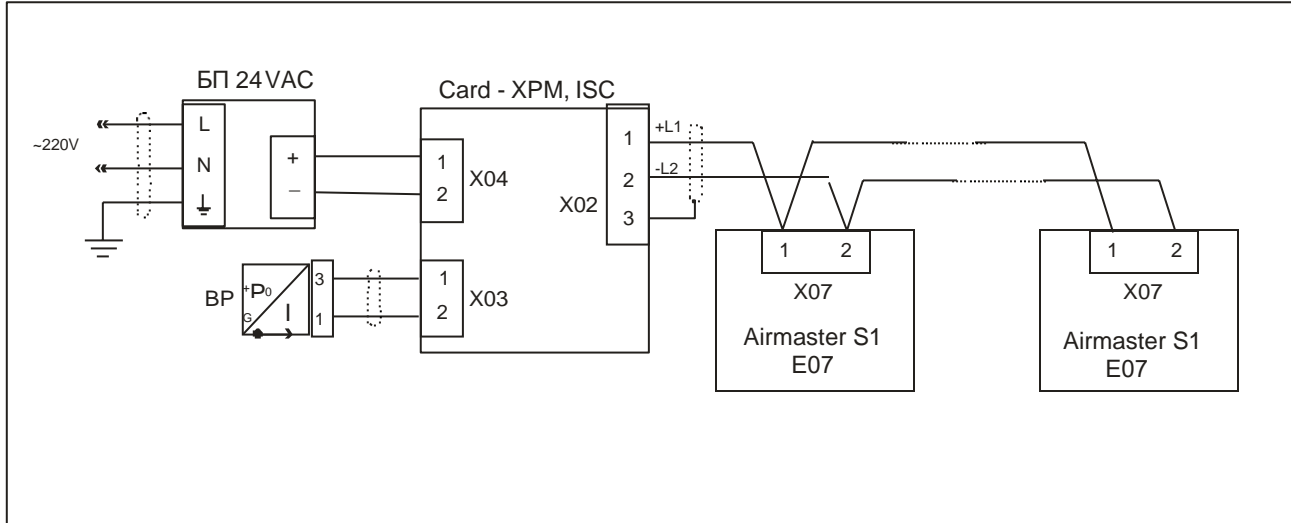 БП 24VAC
Card - XPM, ISC
~220V
L
N
+
–
1
2
X04
1
2
3
X02
+L1
-L2
BP
+P0
G
I
3
1
1
2
X03
1 2
X07
Airmaster S1
E07
1 2
X07
Airmaster S1
E07